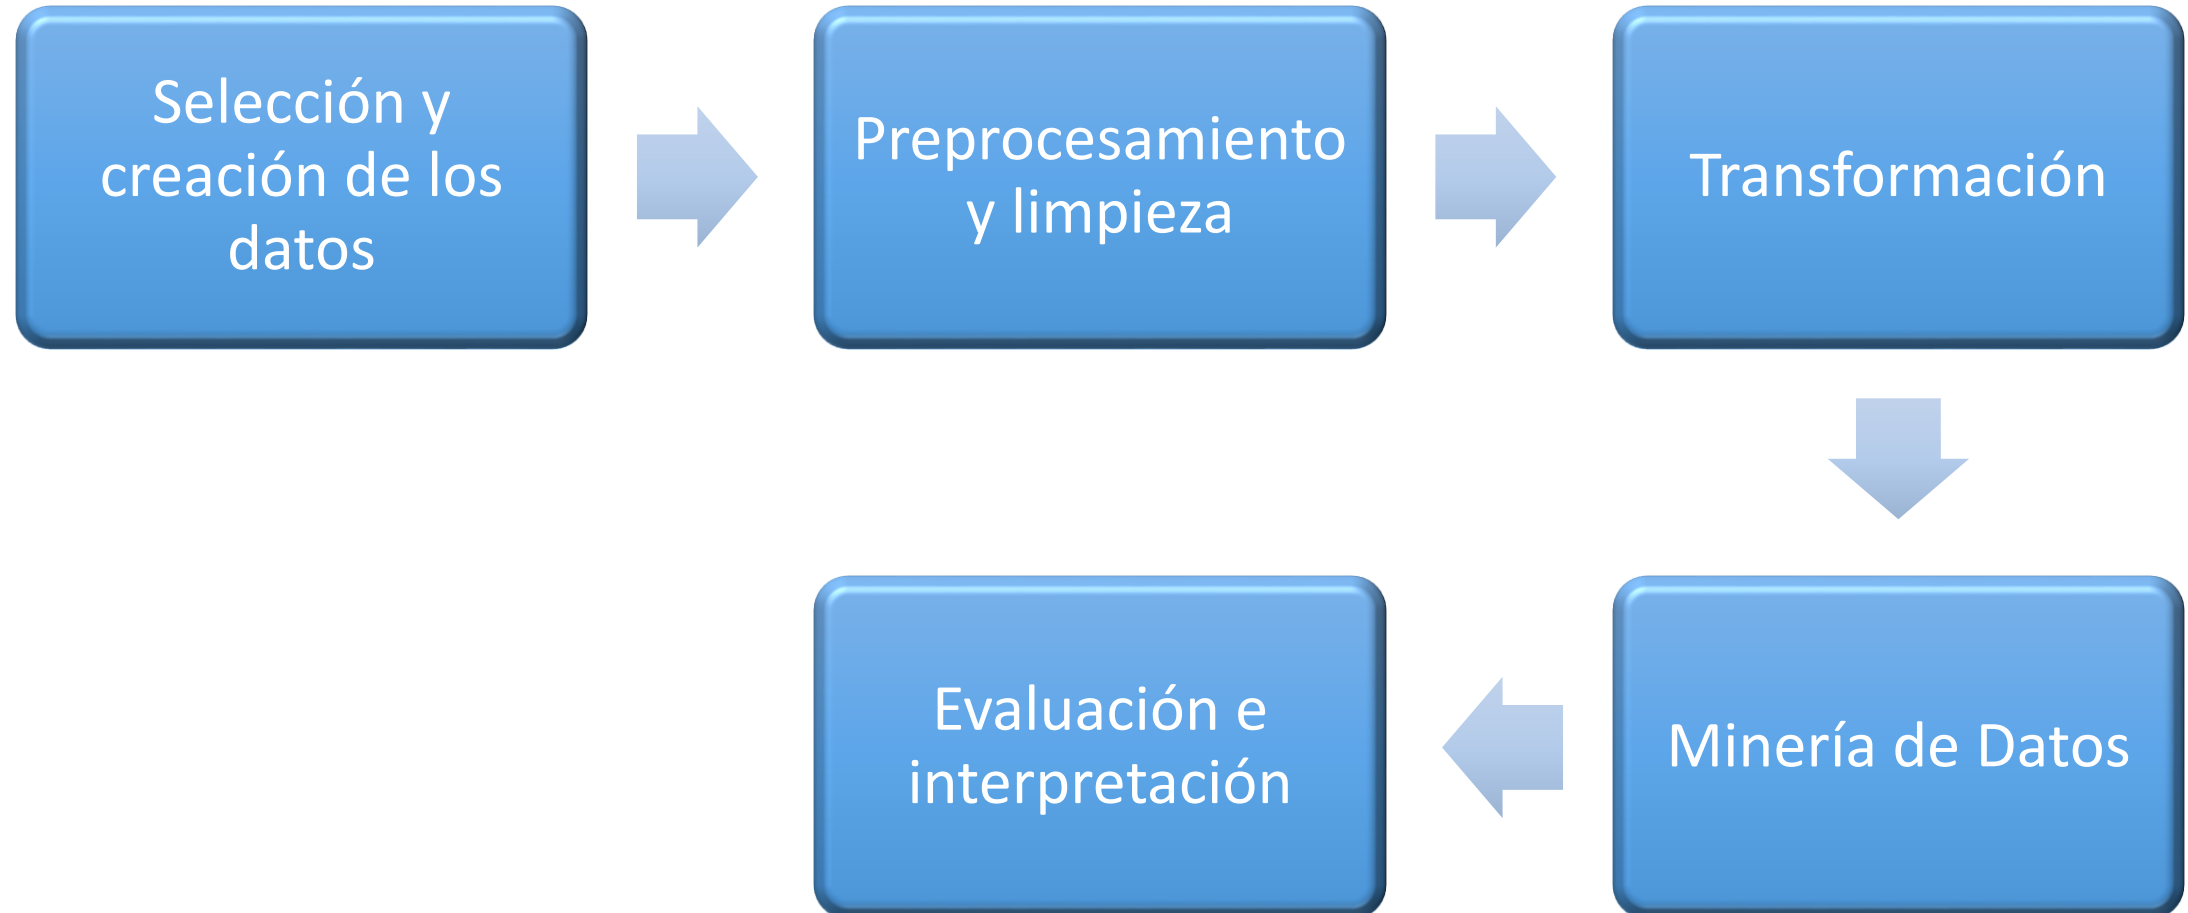 Selección y
creación de los
datos
Preprocesamiento
y limpieza
Transformación
Minería de Datos
Evaluación e
interpretación